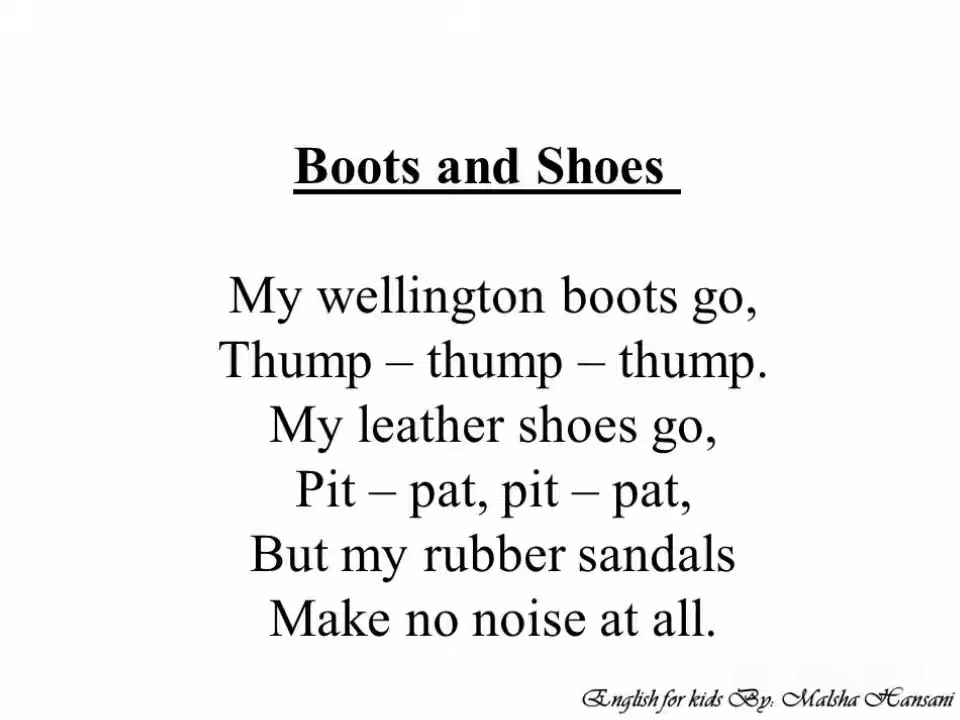 Boots and Shoes
My wellington boots go,
Thump – thump – thump.
My leather shoes go,
Pit – pat, pit – pat,
But my rubber sandals
Make no noise at all.
English for kids By: Malsha Hansani